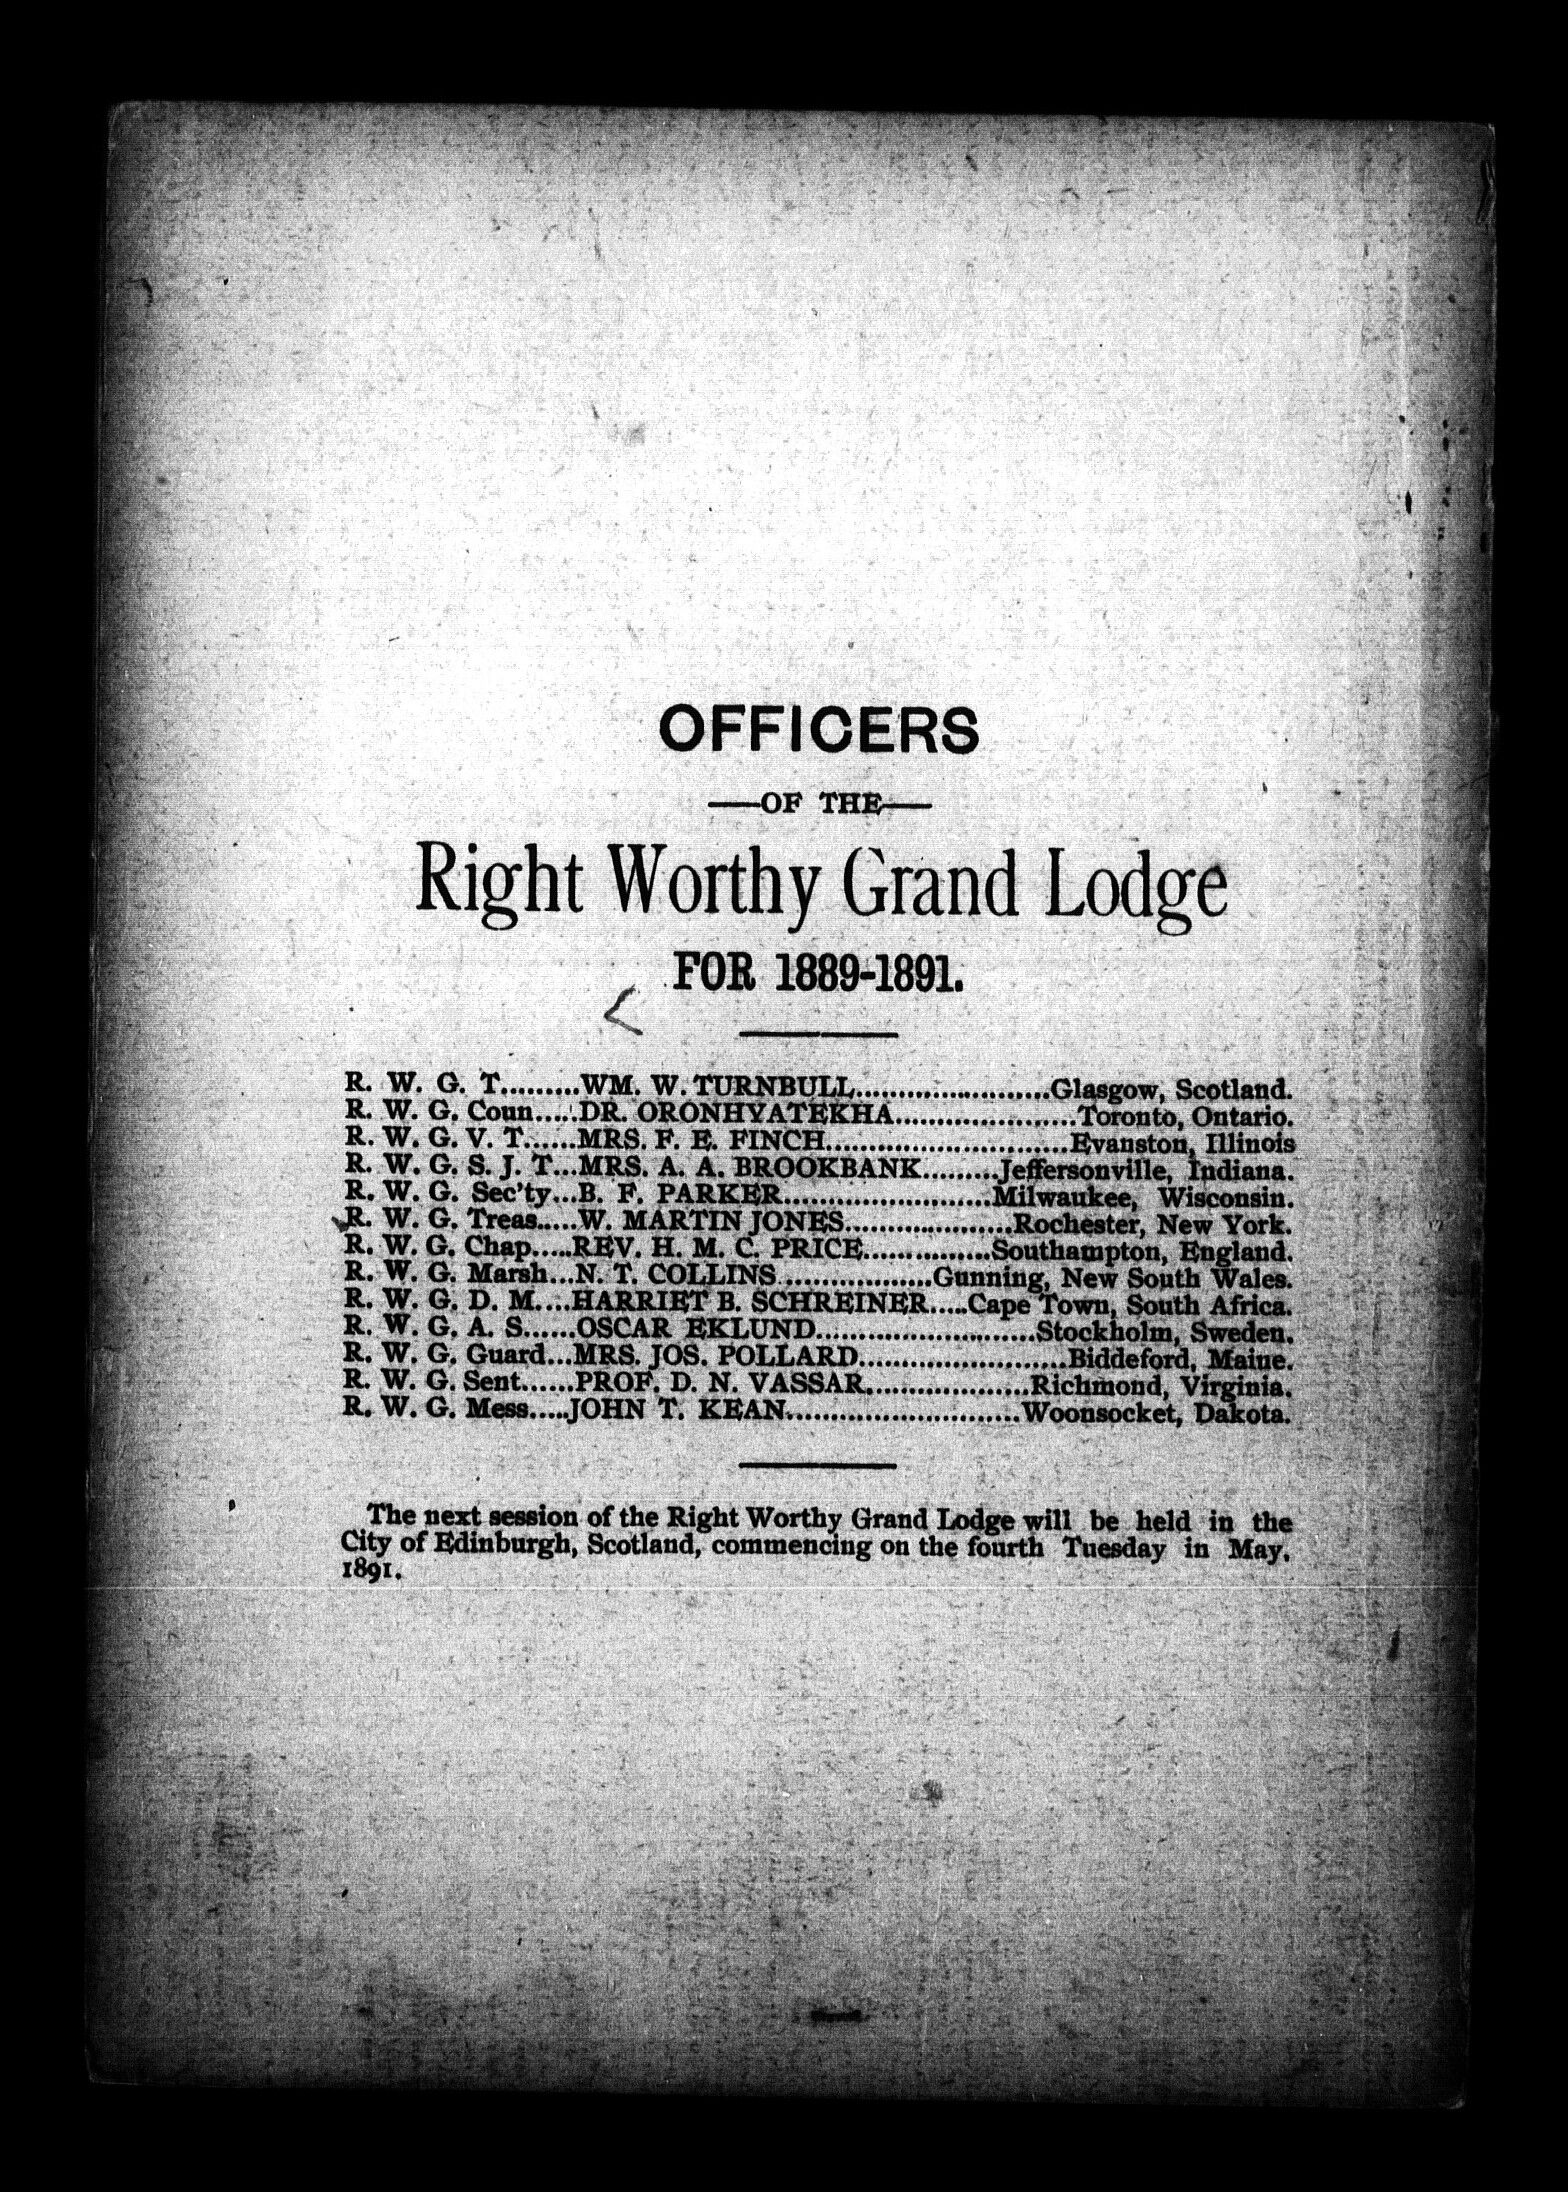 OFFICERS
—OF THE—
Right Worthy Grand Lodge
FOR 1889-1891.
R. W. G. T.........WM. W. TURNBULL......................Glasgow, Scotland.
R. W. G. Coun.....DR. ORONHYATEKHA.....................Toronto, Ontario.
R. W. G. V. T......MRS. F. E. FINCH............................Evanston, Illinois
R. W. G. S. J. T...MRS. A. A. BROOKBANK.........Jeffersonville, Indiana.
R. W. G. Sec'ty...B. F. PARKER........................Milwaukee, Wisconsin.
R. W. G. Treas.....W. MARTIN JONES...................Rochester, New York.
R. W. G. Chap.....REV. H. M. C. PRICE...............Southampton, England.
R. W. G. Marsh...N. T. COLLINS.................Gunning, New South Wales.
R. W. G. D. M....HARRIET B. SCHREINER.....Cape Town, South Africa.
R. W. G. A. S......OSCAR EKLUND.........................Stockholm, Sweden.
R. W. G. Guard...MRS. JOS. POLLARD........................Biddeford, Maine.
R. W. G. Sent......PROF. D. N. VASSAR...................Richmond, Virginia.
R. W. G. Mess.....JOHN T. KEAN...........................Woonsocket, Dakota.
The next session of the Right Worthy Grand Lodge will be held in the
City of Edinburgh, Scotland, commencing on the fourth Tuesday in May,
1891.